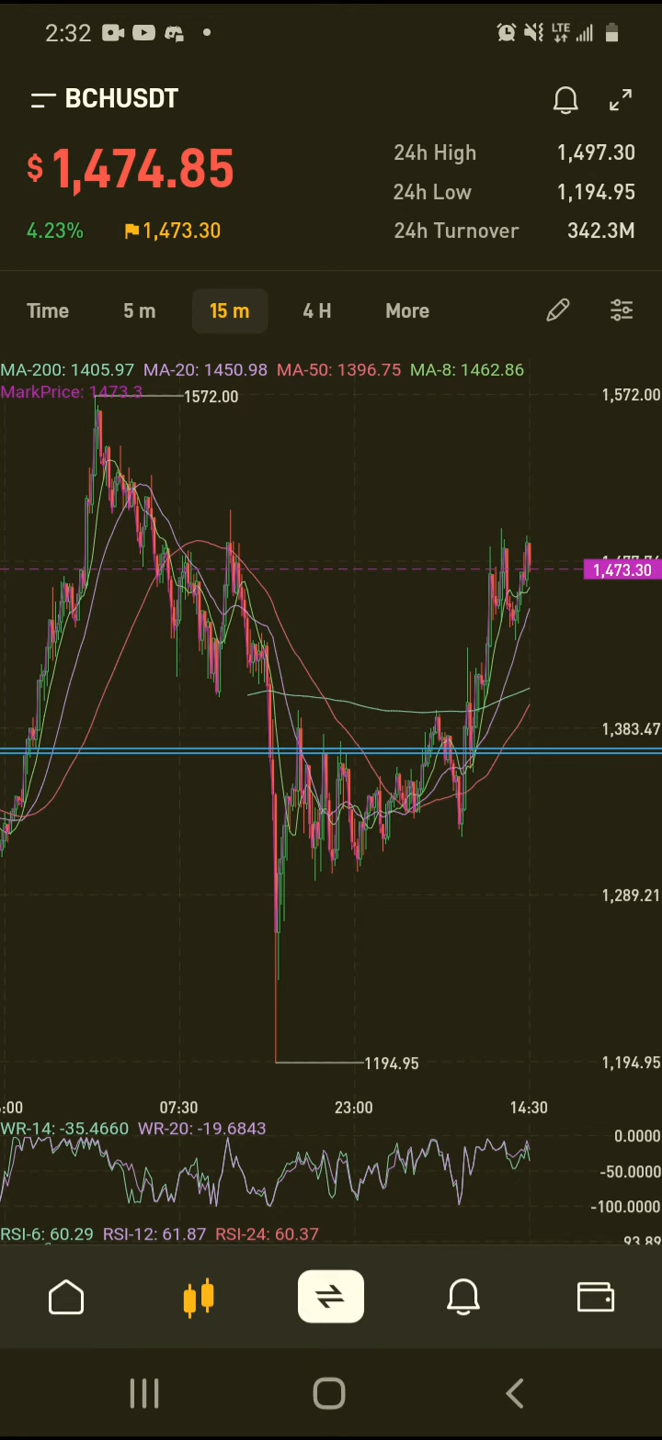 2:32
LTE
BCHUSDT
$ 1,474.85
24h High 1,497.30
24h Low 1,194.95
4.23% 1,473.30 24h Turnover 342.3M
Time 5 m 15 m 4 H More
MA-200: 1405.97 MA-20: 1450.98 MA-50: 1396.75 MA-8: 1462.86
MarkPrice: 1473.3
1572.00
1,572.00
1,473.30
1,383.47
1,289.21
1194.95
1,194.95
:00 07:30 23:00 14:30
WR-14: -35.4660 WR-20: -19.6843
0.0000
-50.0000
-100.0000
RSI-6: 60.29 RSI-12: 61.87 RSI-24: 60.37
93.89